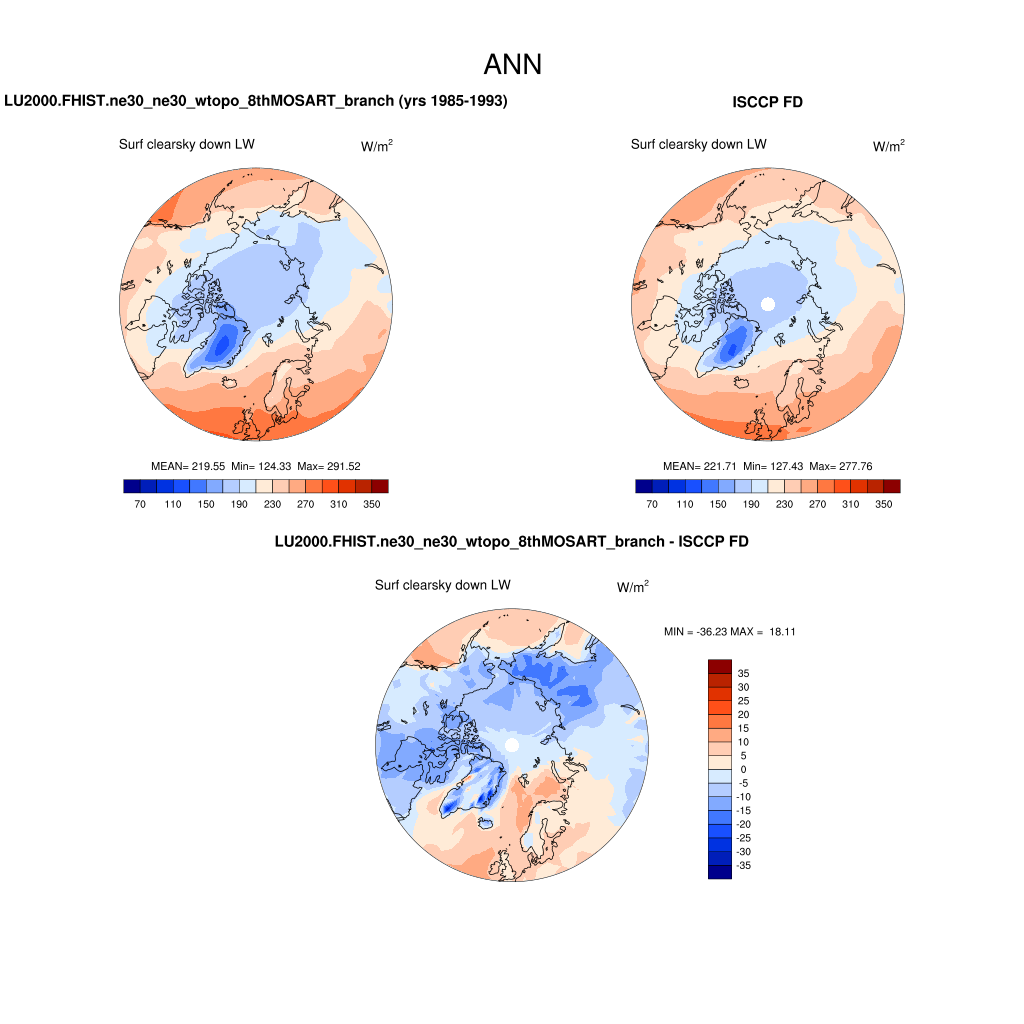 ANN
LU2000.FHIST.ne30_ne30_wtopo_8thMOSART_branch (yrs 1985-1993)
ISCCP FD
Surf clearsky down LW W/m²
Surf clearsky down LW W/m²
MEAN= 219.55 Min= 124.33 Max= 291.52
MEAN= 221.71 Min= 127.43 Max= 277.76
70 110 150 190 230 270 310 350
70 110 150 190 230 270 310 350
LU2000.FHIST.ne30_ne30_wtopo_8thMOSART_branch - ISCCP FD
Surf clearsky down LW W/m²
MIN = -36.23 MAX = 18.11
35
30
25
20
15
10
5
0
-5
-10
-15
-20
-25
-30
-35